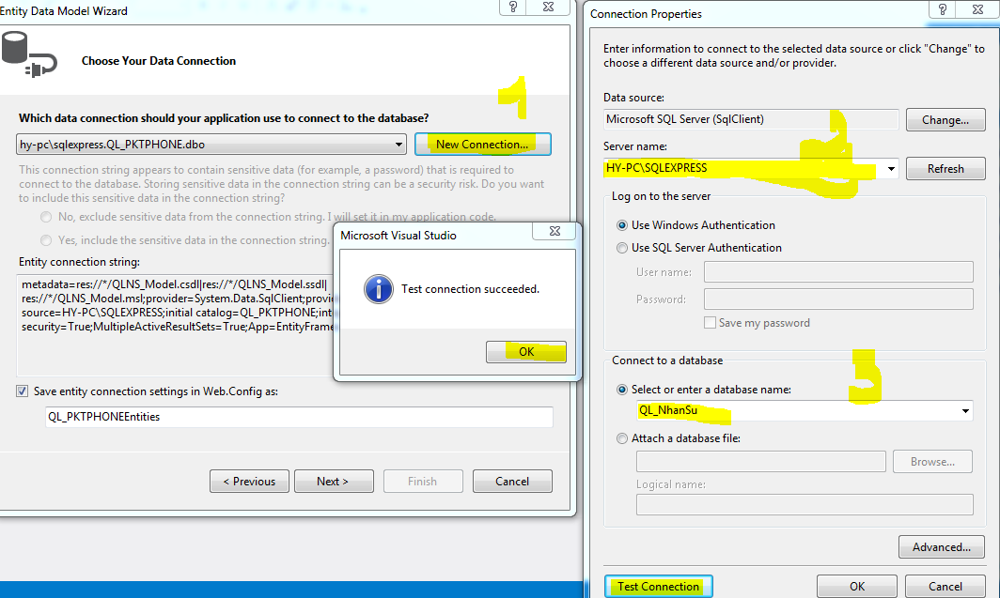 Entity Data Model Wizard
Choose Your Data Connection
1
Which data connection should your application use to connect to the database?
hy-pc\sqlexpress.QL_PKTPHONE.dbo
New Connection...
This connection string appears to contain sensitive data (for example, a password) that is required to
connect to the database. Storing sensitive data in the connection string can be a security risk. Do you want
to include this sensitive data in the connection string?
No, exclude sensitive data from the connection string. I will set it in my application code.
Yes, include the sensitive data in the connection string.
Entity connection string:
metadata=res://*/QLNS_Model.csdl|res://*/QLNS_Model.ssdl|
res://*/QLNS_Model.msl;provider=System.Data.SqlClient;provi
source=HY-PC\SQLEXPRESS;initial catalog=QL_PKTPHONE;int
security=True;MultipleActiveResultSets=True;App=EntityFrame
Save entity connection settings in Web.Config as:
QL_PKTPHONEEntities
< Previous
Next >
Finish
Cancel
Microsoft Visual Studio
Test connection succeeded.
OK
Connection Properties
Enter information to connect to the selected data source or click "Change" to
choose a different data source and/or provider.
Data source:
Microsoft SQL Server (SqlClient)
Change...
2
Server name:
HY-PC\SQLEXPRESS
Refresh
Log on to the server
Use Windows Authentication
Use SQL Server Authentication
User name:
Password:
Save my password
Connect to a database
3
Select or enter a database name:
QL_NhanSu
Attach a database file:
Browse...
Logical name:
Advanced...
Test Connection
OK
Cancel